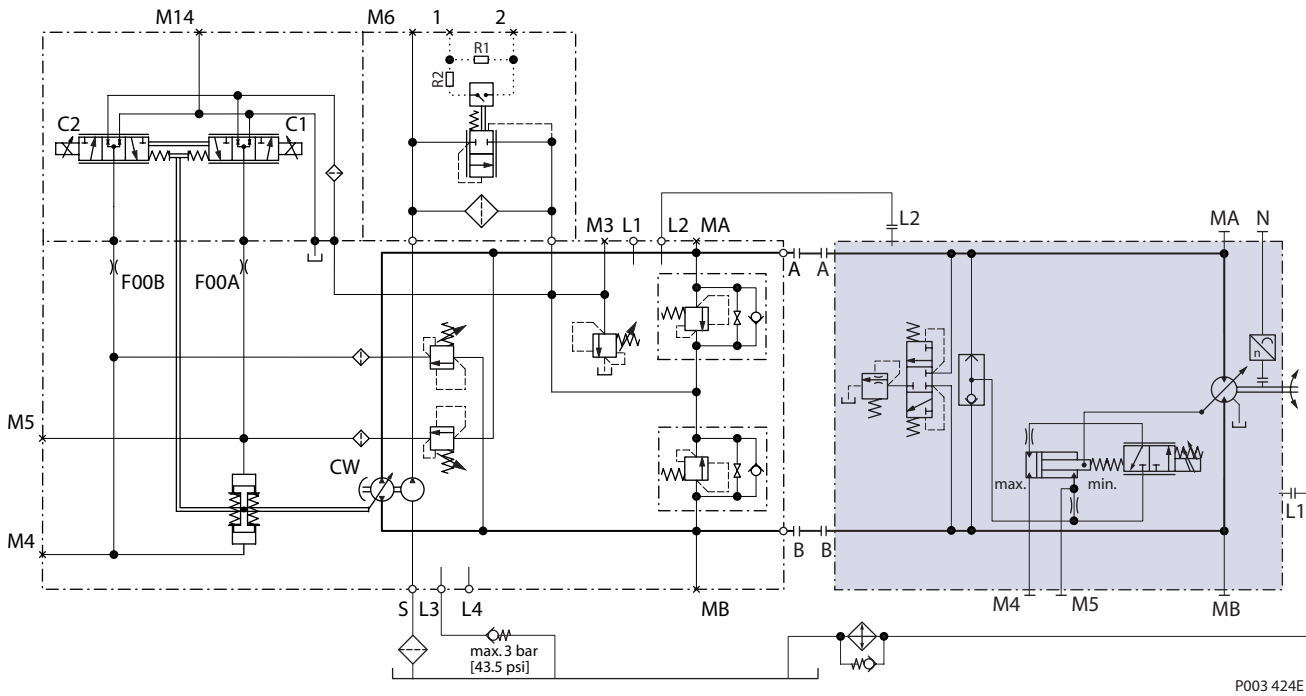 M14
M6
1
2
R1
R2
C2
C1
M3
L1
L2
MA
L2
MA
N
F00B
F00A
A
A
n
M5
CW
max.
min.
L1
M4
B
B
S
L3
L4
MB
M4
M5
MB
max. 3 bar
[43.5 psi]
P003 424E